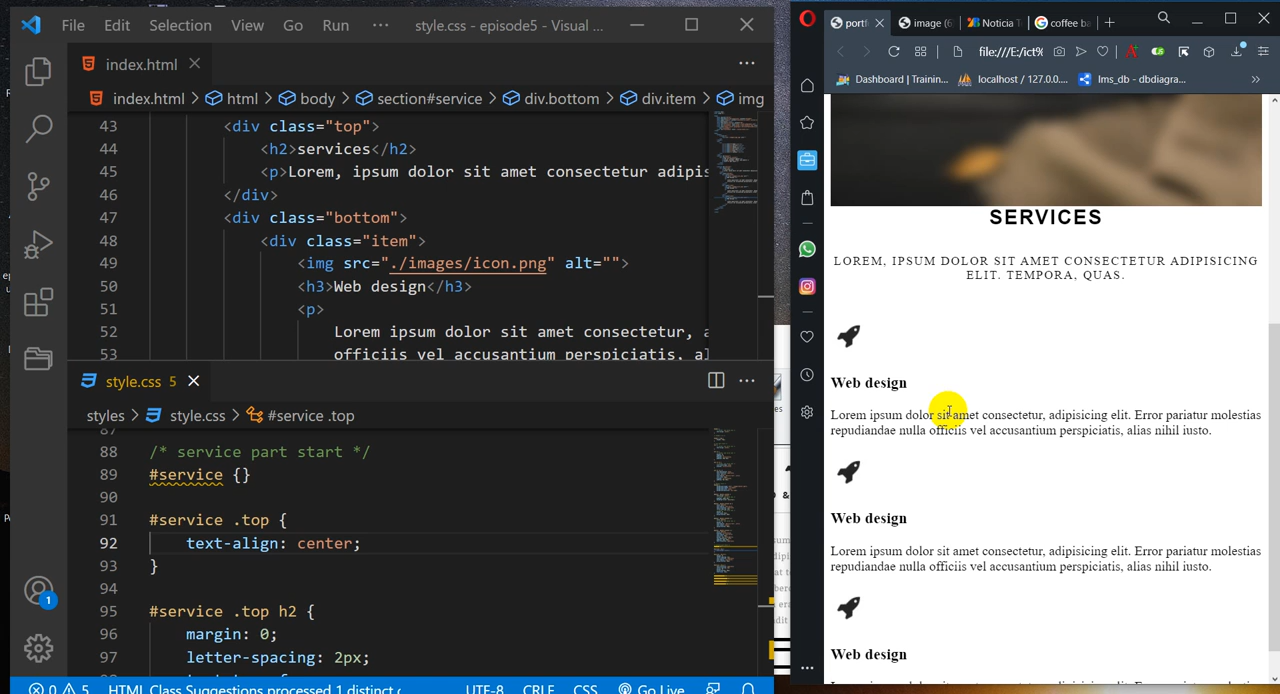 File Edit Selection View Go Run ··· style.css - episode5 - Visual ...
index.html
index.html > html > body > section#service > div.bottom > div.item > img
43 <div class="top">
44 <h2>services</h2>
45 <p>Lorem, ipsum dolor sit amet consectetur adipis
46 </div>
47 <div class="bottom">
48 <div class="item">
49 <img src="./images/icon.png" alt="">
50 <h3>Web design</h3>
51 <p>
52 Lorem ipsum dolor sit amet consectetur, a
53 officiis vel accusantium perspiciatis, al
style.css 5
styles > style.css > #service .top
87
88 /* service part start */
89 #service {}
90
91 #service .top {
92 text-align: center;
93 }
94
95 #service .top h2 {
96 margin: 0;
97 letter-spacing: 2px;
1
0 5 HTML Class Suggestions processed 1 distinct c UTF-8 CRLF CSS Go Live
portf image (6 Noticia T coffee ba
file:///E:/ict%
Dashboard | Trainin... localhost / 127.0.0.... lms_db - dbdiagra... »
SERVICES
LOREM, IPSUM DOLOR SIT AMET CONSECTETUR ADIPISICING
ELIT. TEMPORA, QUAS.
Web design
Lorem ipsum dolor sit amet consectetur, adipisicing elit. Error pariatur molestias
repudiandae nulla officiis vel accusantium perspiciatis, alias nihil iusto.
Web design
Lorem ipsum dolor sit amet consectetur, adipisicing elit. Error pariatur molestias
repudiandae nulla officiis vel accusantium perspiciatis, alias nihil iusto.
Web design